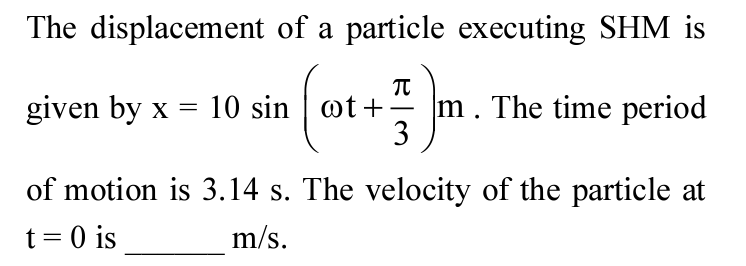 The displacement of a particle executing SHM is
given by x = 10 sin (ωt + π/3) m . The time period
of motion is 3.14 s. The velocity of the particle at
t = 0 is ______ m/s.